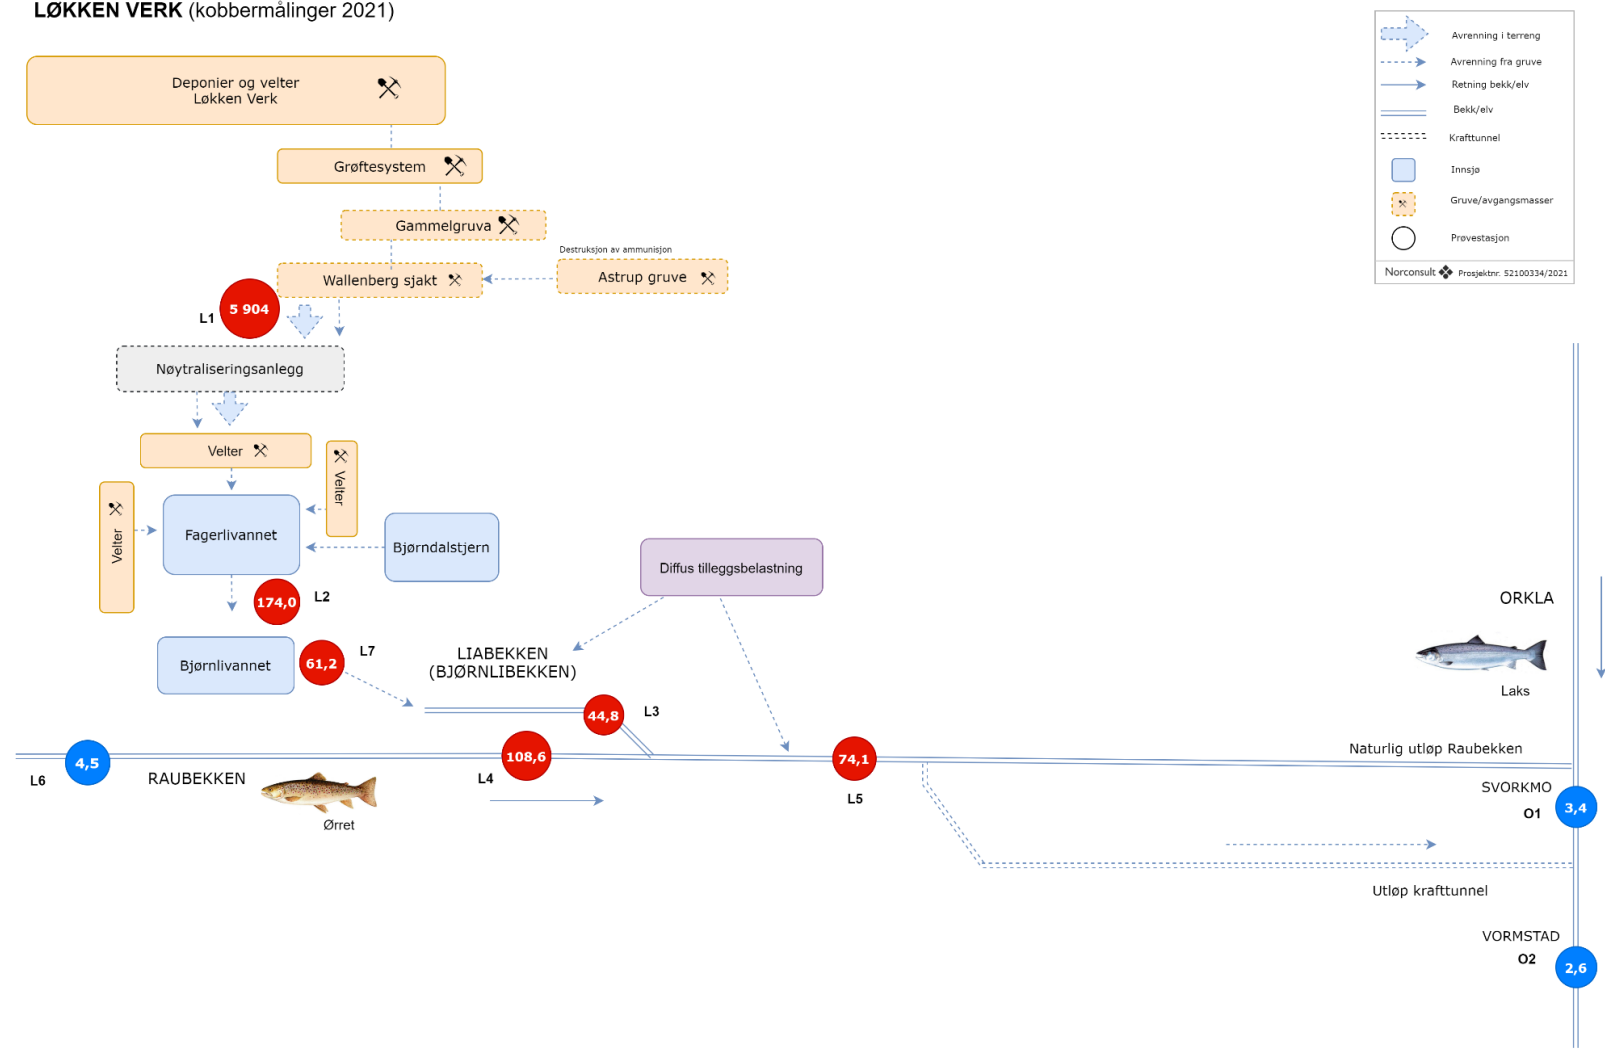 LØKKEN VERK (kobbermålinger 2021)
Deponier og velter
Løkken Verk
Grøftesystem
Gammelgruva
Destruksjon av ammunisjon
Wallenberg sjakt
Astrup gruve
L1
5 904
Nøytraliseringsanlegg
Velter
Velter
Velter
Fagerlivannet
Bjørndalstjern
174,0
L2
Diffus tilleggsbelastning
Bjørnlivannet
61,2
L7
LIABEKKEN
(BJØRNLIBEKKEN)
44,8
L3
L6
4,5
RAUBEKKEN
Ørret
L4
108,6
74,1
L5
Naturlig utløp Raubekken
ORKLA
Laks
SVORKMO
O1
3,4
Utløp krafttunnel
VORMSTAD
O2
2,6
Avrenning i terreng
Avrenning fra gruve
Retning bekk/elv
Bekk/elv
Krafttunnel
Innsjø
Gruve/avgangsmasser
Prøvestasjon
Norconsult Prosjektnr. 52100334/2021